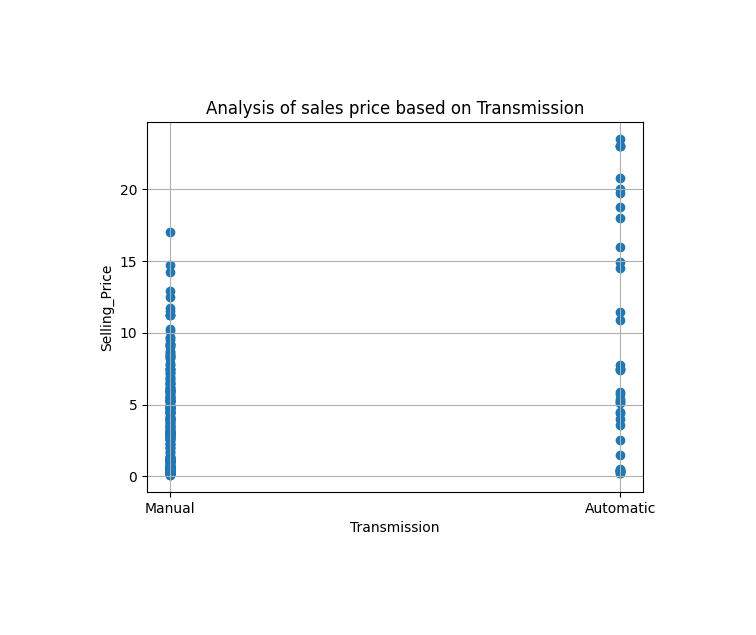 Analysis of sales price based on Transmission
20
15
10
5
0
Selling_Price
Manual
Automatic
Transmission